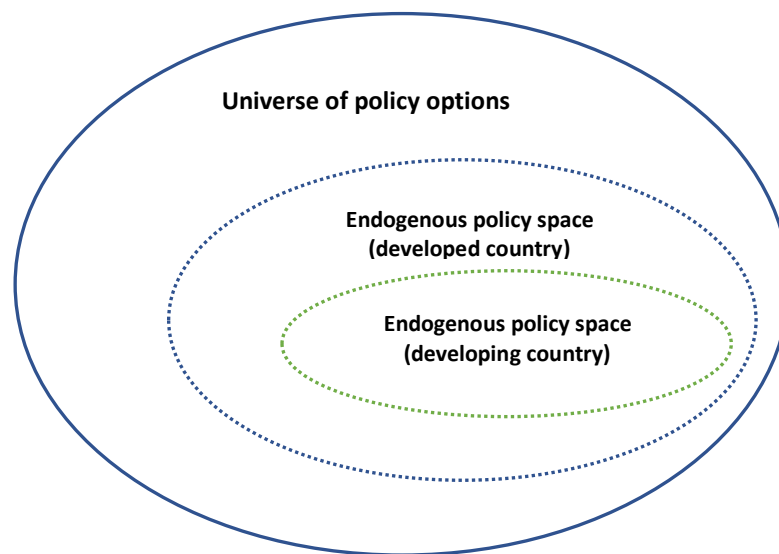 Universe of policy options
Endogenous policy space
(developed country)
Endogenous policy space
(developing country)